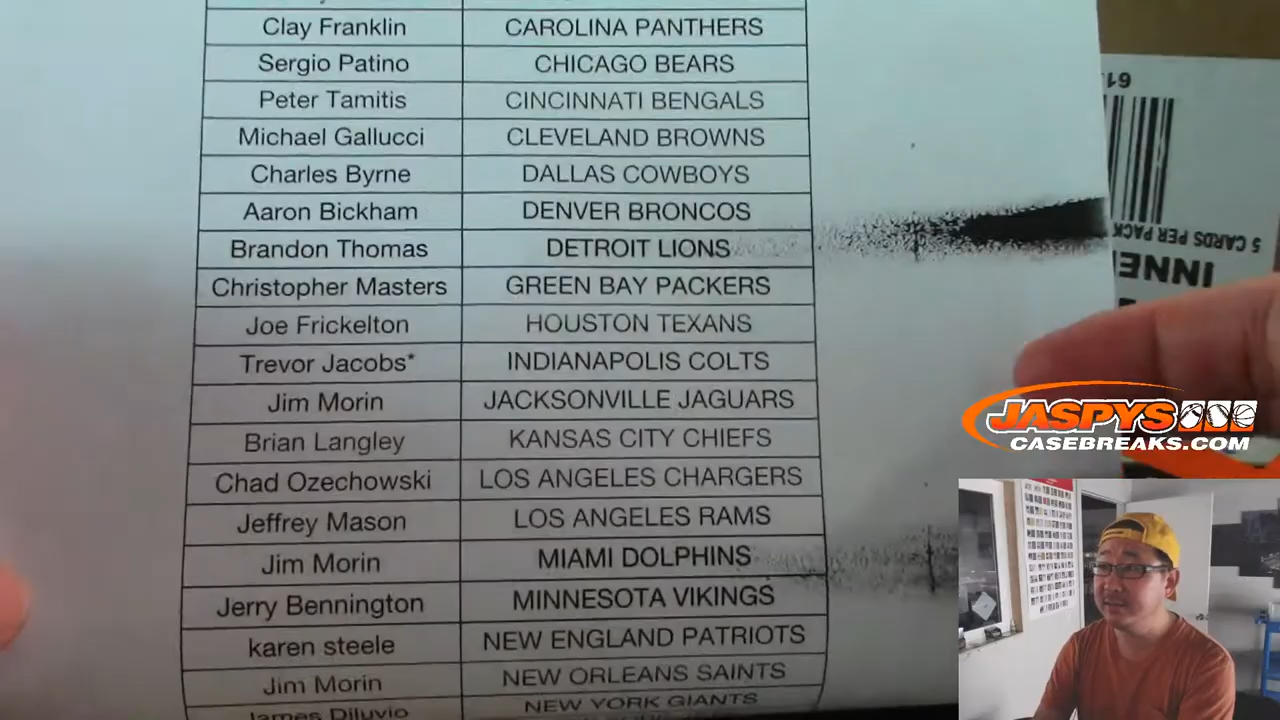 Clay Franklin CAROLINA PANTHERS
Sergio Patino CHICAGO BEARS
Peter Tamitis CINCINNATI BENGALS
Michael Gallucci CLEVELAND BROWNS
Charles Byrne DALLAS COWBOYS
Aaron Bickham DENVER BRONCOS
Brandon Thomas DETROIT LIONS
Christopher Masters GREEN BAY PACKERS
Joe Frickelton HOUSTON TEXANS
Trevor Jacobs* INDIANAPOLIS COLTS
Jim Morin JACKSONVILLE JAGUARS
Brian Langley KANSAS CITY CHIEFS
Chad Ozechowski LOS ANGELES CHARGERS
Jeffrey Mason LOS ANGELES RAMS
Jim Morin MIAMI DOLPHINS
Jerry Bennington MINNESOTA VIKINGS
karen steele NEW ENGLAND PATRIOTS
Jim Morin NEW ORLEANS SAINTS
James Diluvio NEW YORK GIANTS
61
5 CARDS PER PACK
INNE
JASPYS
CASEBREAKS.COM